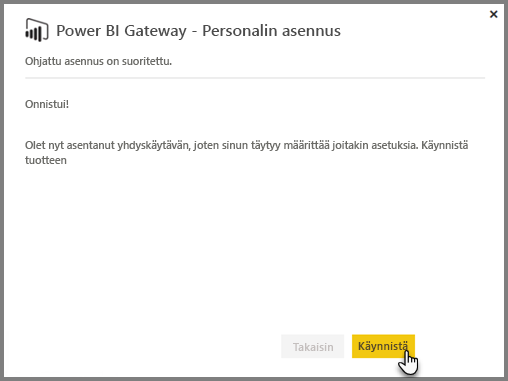 Power BI Gateway - Personalin asennus
Ohjattu asennus on suoritettu.
Onnistui!
Olet nyt asentanut yhdyskäytävän, joten sinun täytyy määrittää joitakin asetuksia. Käynnistä
tuotteen
Takaisin
Käynnistä